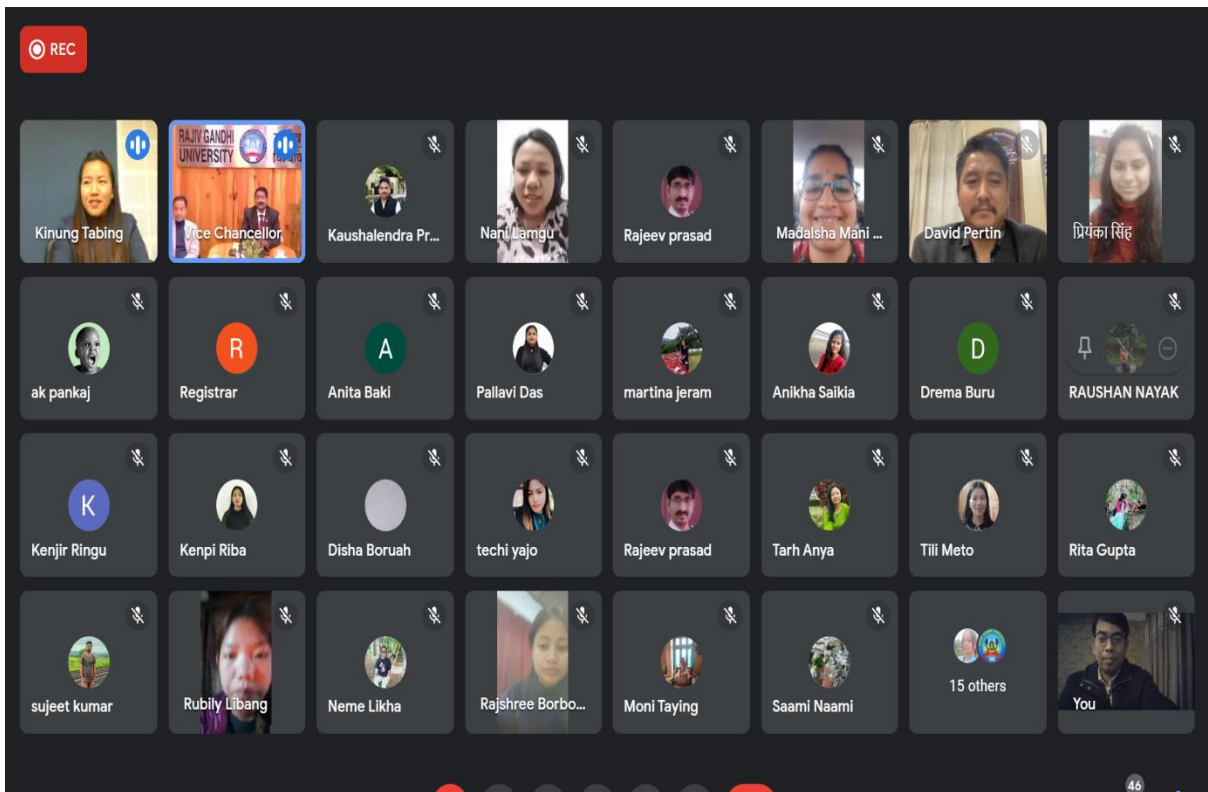 REC
RAJIV GANDHI
UNIVERSITY
Kinung Tabing
Vice Chancellor
Kaushalendra Pr...
Nani Lamgu
Rajeev prasad
Madalsha Mani ...
David Pertin
प्रियंका सिंह
ak pankaj
R
Registrar
A
Anita Baki
Pallavi Das
martina jeram
Anikha Saikia
D
Drema Buru
RAUSHAN NAYAK
K
Kenjir Ringu
Kenpi Riba
Disha Boruah
techi yajo
Rajeev prasad
Tarh Anya
Tili Meto
Rita Gupta
sujeet kumar
Rubily Libang
Neme Likha
Rajshree Borbo...
Moni Taying
Saami Naami
15 others
You
46